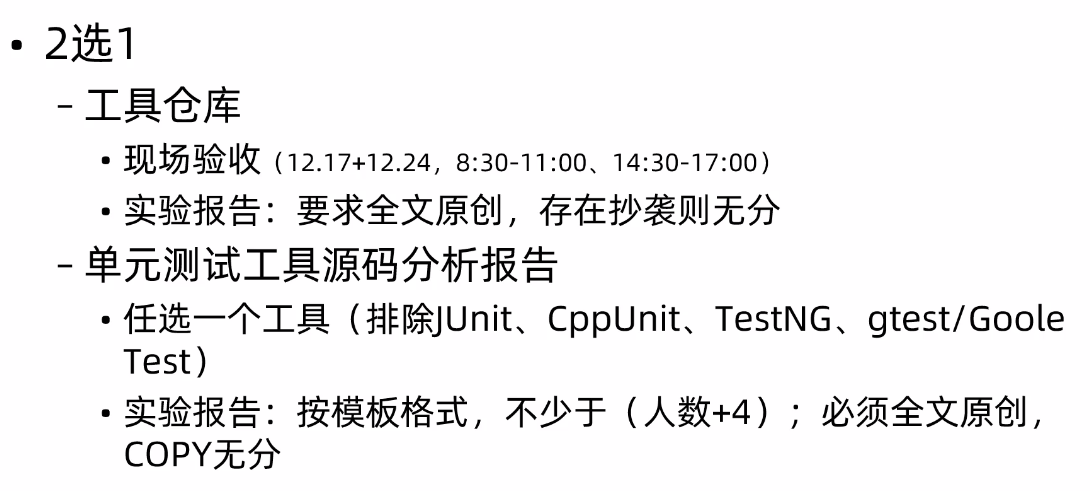 • 2选1
– 工具仓库
• 现场验收（12.17+12.24，8:30-11:00、14:30-17:00）
• 实验报告：要求全文原创，存在抄袭则无分
– 单元测试工具源码分析报告
• 任选一个工具（排除JUnit、CppUnit、TestNG、gtest/Goole
Test）
• 实验报告：按模板格式，不少于（人数+4）；必须全文原创，
COPY无分